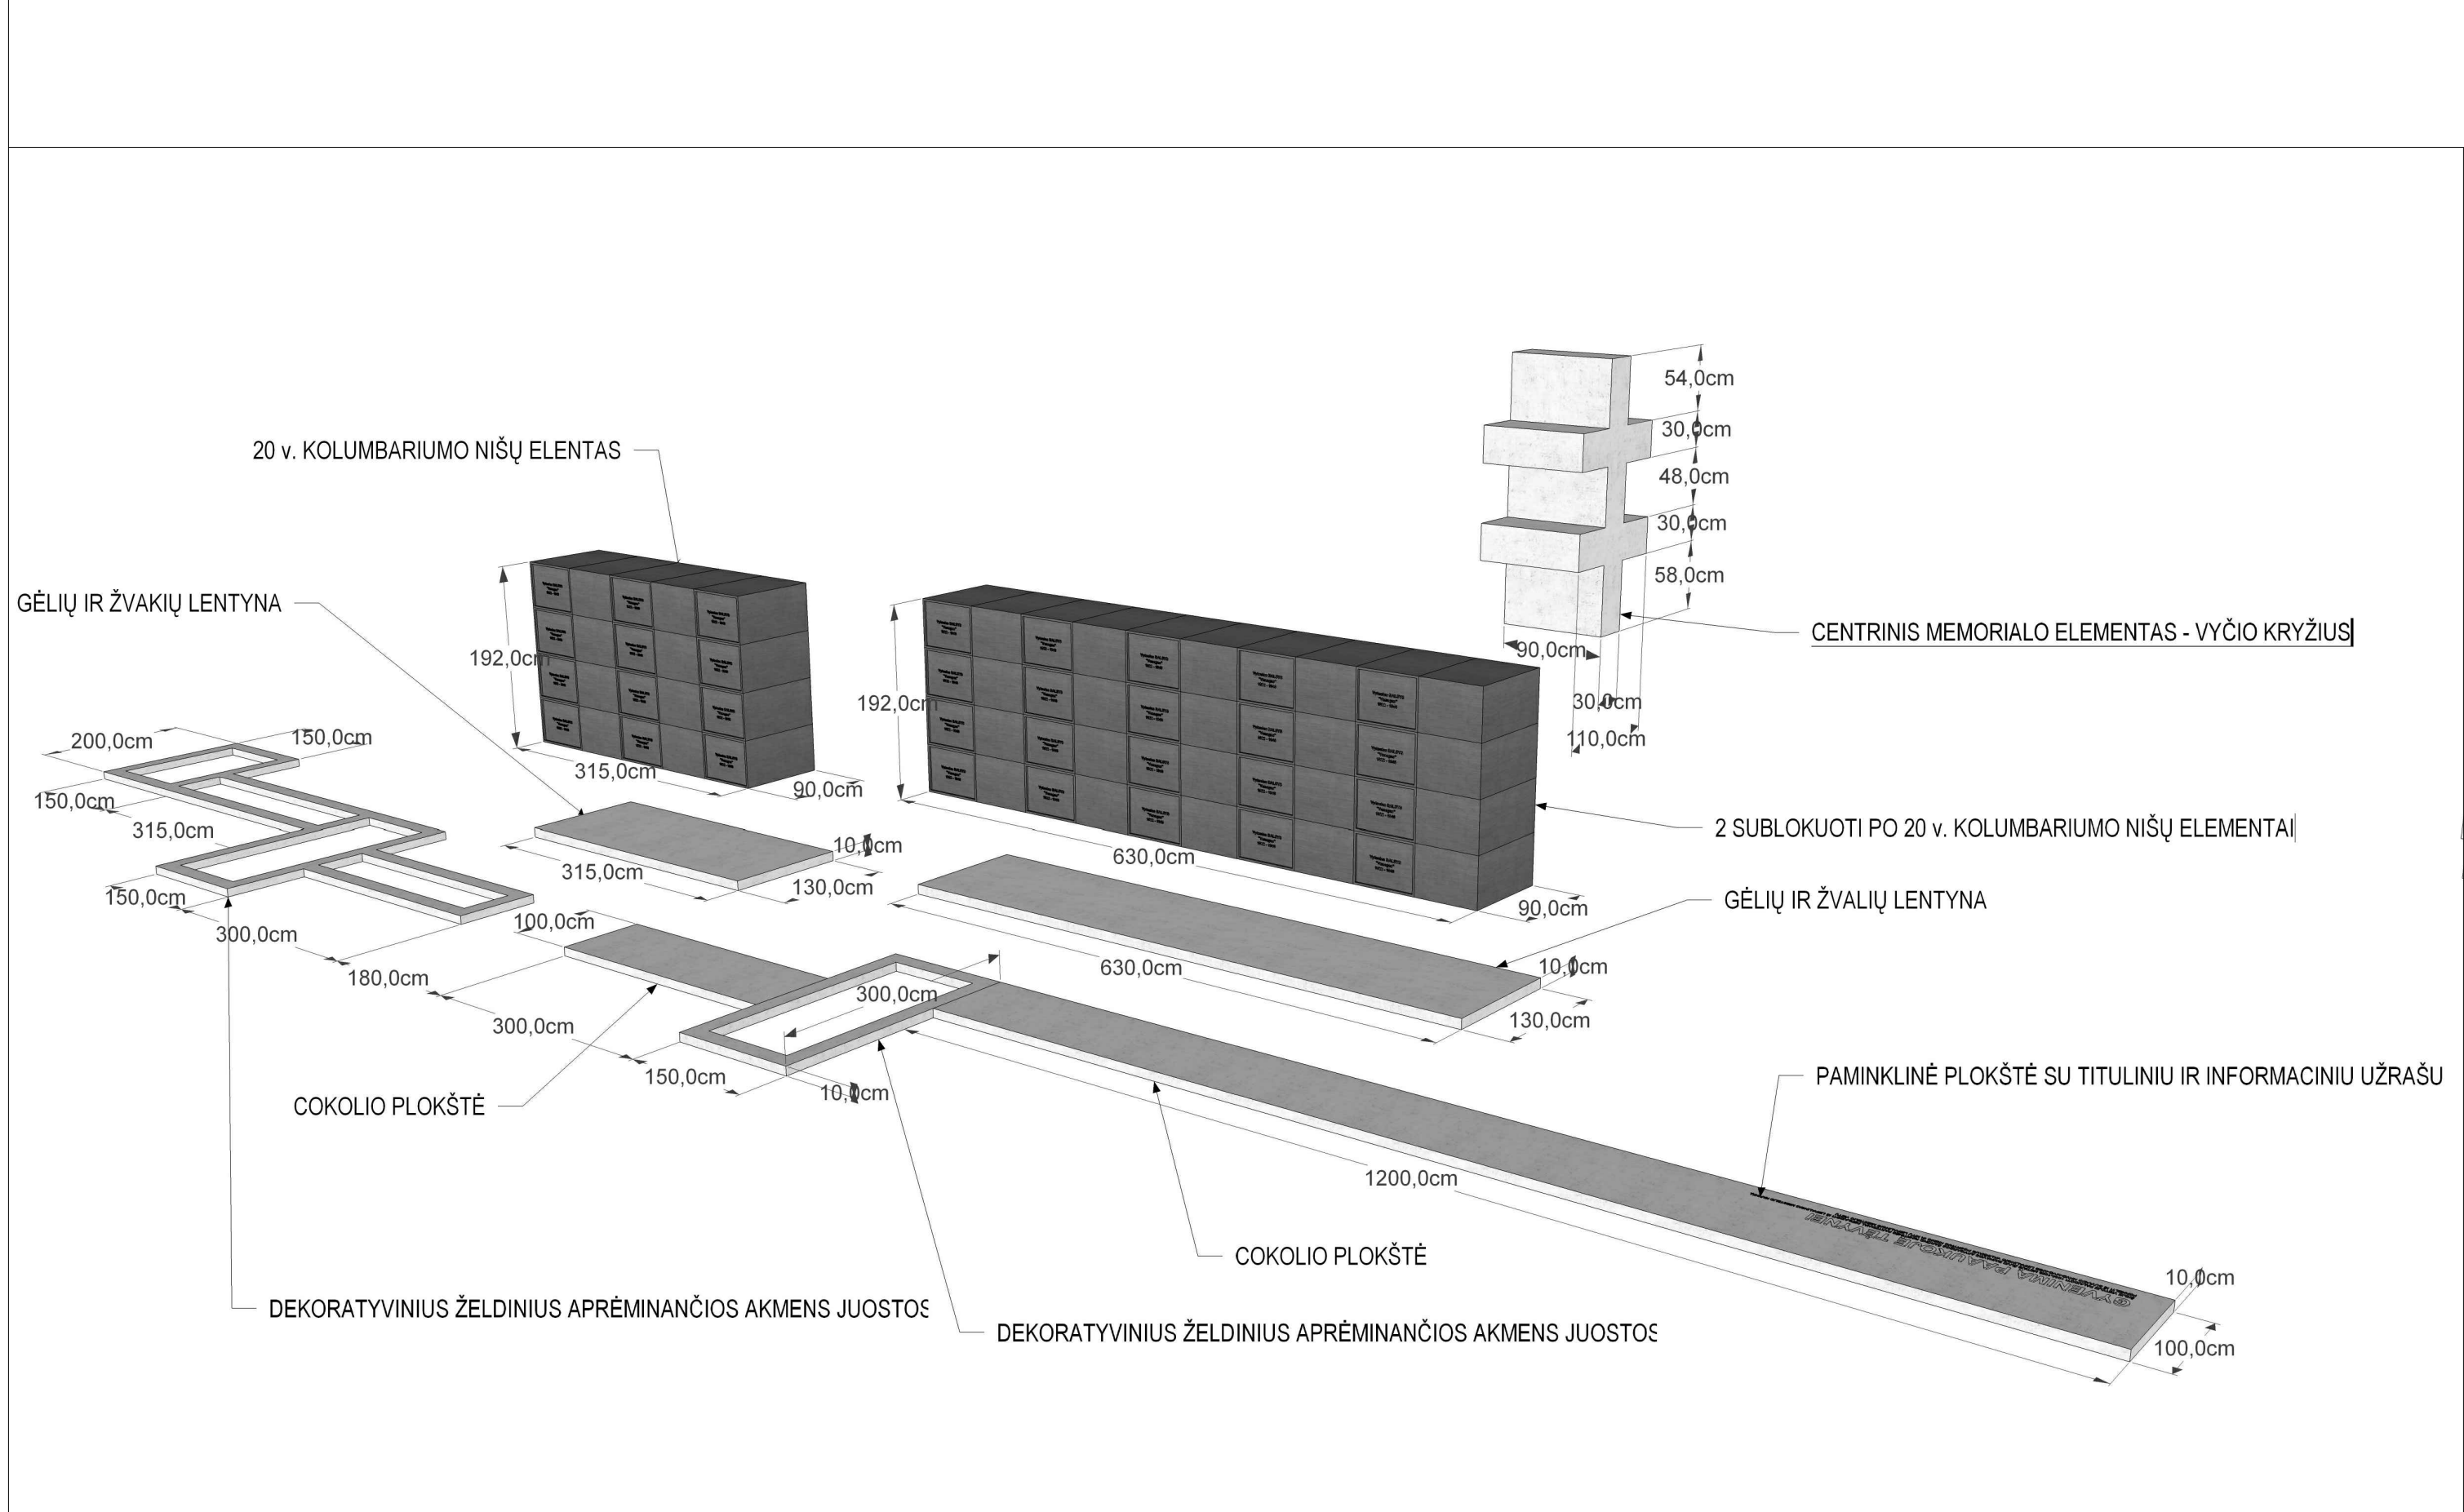 54,0cm
30,0cm
48,0cm
30,0cm
58,0cm
20 v. KOLUMBARIUMO NIŠŲ ELENTAS
GĖLIŲ IR ŽVAKIŲ LENTYNA
CENTRINIS MEMORIALO ELEMENTAS - VYČIO KRYŽIUS
90,0cm
30,0cm
110,0cm
192,0cm
192,0cm
200,0cm
150,0cm
315,0cm
90,0cm
150,0cm
315,0cm
10,0cm
2 SUBLOKUOTI PO 20 v. KOLUMBARIUMO NIŠŲ ELEMENTAI
630,0cm
315,0cm
130,0cm
150,0cm
90,0cm
GĖLIŲ IR ŽVALIŲ LENTYNA
100,0cm
300,0cm
630,0cm
10,0cm
180,0cm
300,0cm
300,0cm
130,0cm
150,0cm
10,0cm
PAMINKLINĖ PLOKŠTĖ SU TITULINIU IR INFORMACINIU UŽRAŠU
COKOLIO PLOKŠTĖ
1200,0cm
GYVENIMĄ PAAUKOJĘ TĖVYNEI
COKOLIO PLOKŠTĖ
10,0cm
DEKORATYVINIUS ŽELDINIUS APRĖMINANČIOS AKMENS JUOSTOS
DEKORATYVINIUS ŽELDINIUS APRĖMINANČIOS AKMENS JUOSTOS
100,0cm